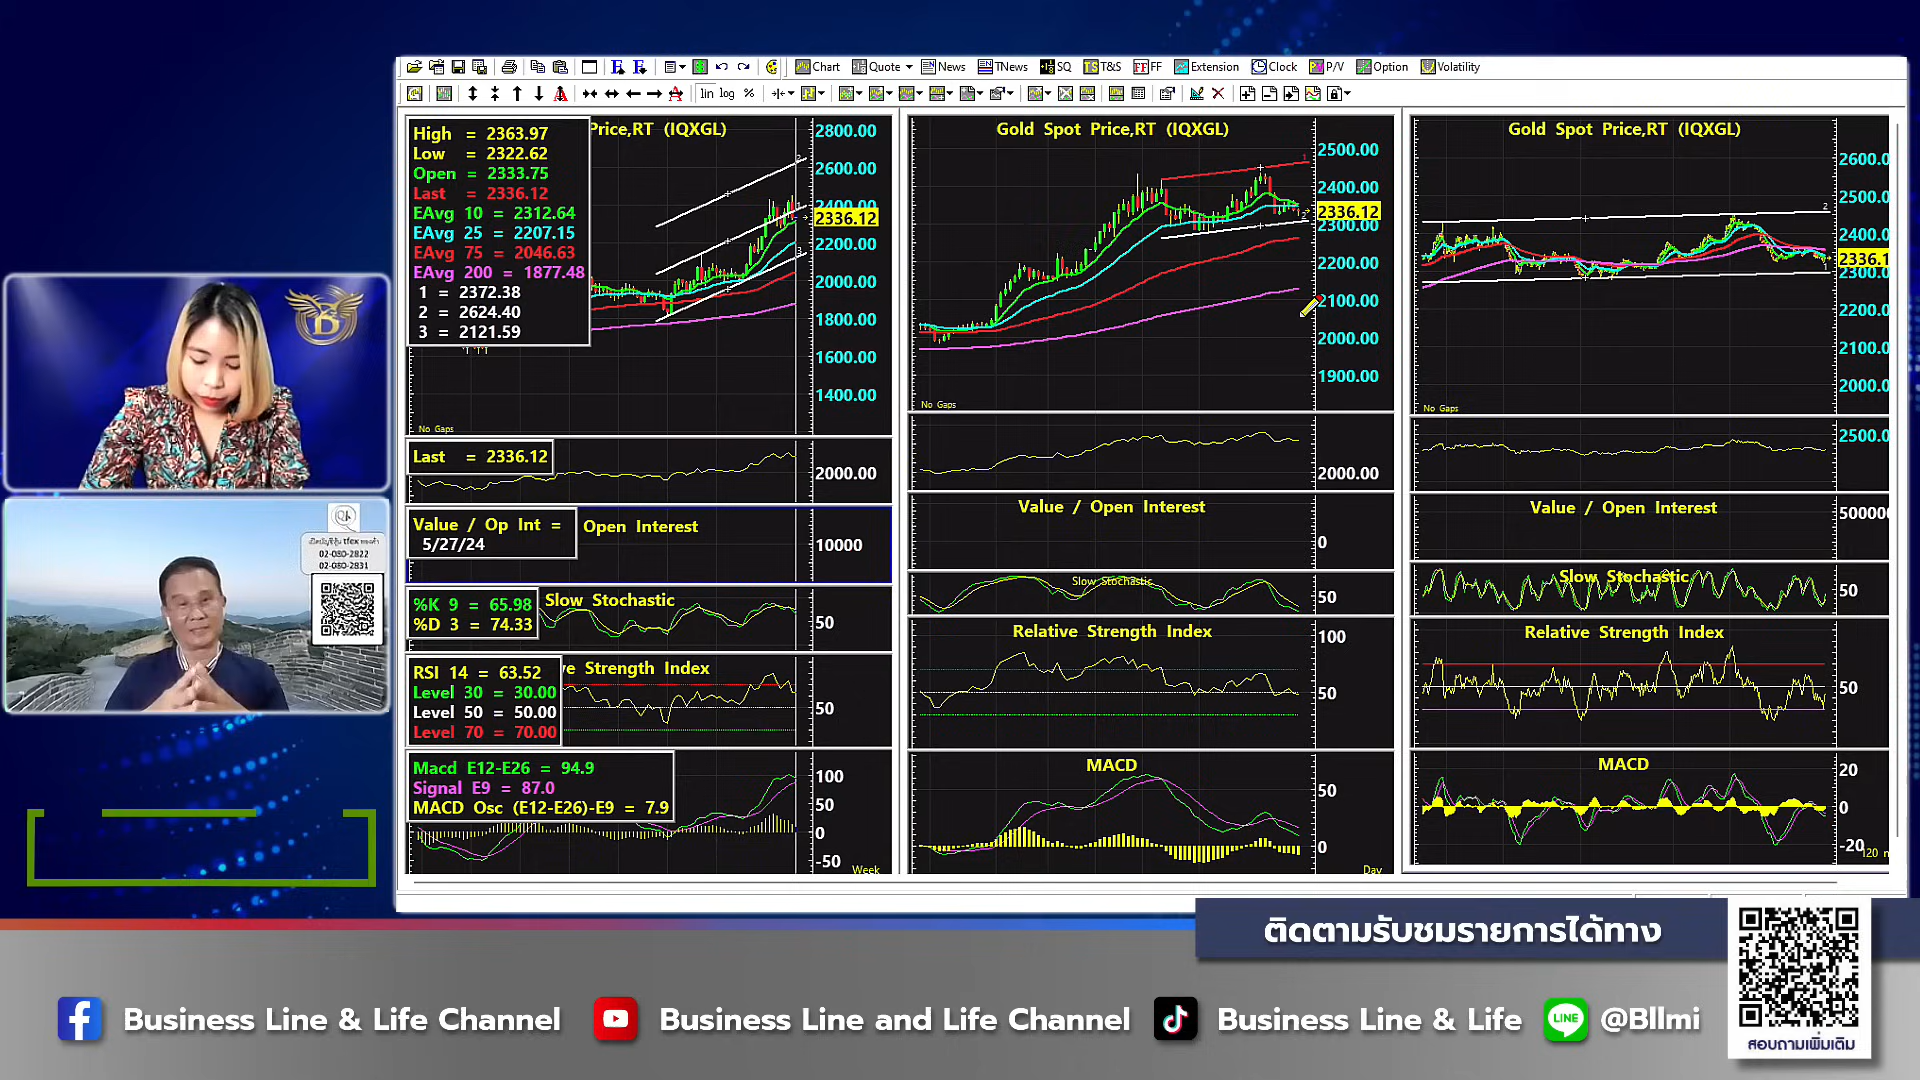 Chart Quote News TNews SQ T&S FF Extension Clock P/V Option Volatility
lin log %
Price,RT (IQXGL)
High = 2363.97
Low = 2322.62
Open = 2333.75
Last = 2336.12
EAvg 10 = 2312.64
EAvg 25 = 2207.15
EAvg 75 = 2046.63
EAvg 200 = 1877.48
1 = 2372.38
2 = 2624.40
3 = 2121.59
No Gaps
2800.00
2600.00
2400.00
2336.12
2200.00
2000.00
1800.00
1600.00
1400.00
Last = 2336.12
2000.00
Value / Op Int =
5/27/24
Open Interest
10000
%K 9 = 65.98
%D 3 = 74.33
Slow Stochastic
50
RSI 14 = 63.52
Level 30 = 30.00
Level 50 = 50.00
Level 70 = 70.00
Strength Index
50
Macd E12-E26 = 94.9
Signal E9 = 87.0
MACD Osc (E12-E26)-E9 = 7.9
100
50
0
-50
Week
Gold Spot Price,RT (IQXGL)
2500.00
2400.00
2336.12
2300.00
2200.00
2100.00
2000.00
1900.00
1
2
No Gaps
2000.00
Value / Open Interest
0
Slow Stochastic
50
Relative Strength Index
100
50
MACD
50
0
Day
Gold Spot Price,RT (IQXGL)
2600.0
2500.0
2400.0
2336.1
2300.0
2200.0
2100.0
2000.0
2
1
No Gaps
2500.0
Value / Open Interest
50000
Slow Stochastic
50
Relative Strength Index
50
MACD
20
0
-20
120
02-080-2822
02-080-2831
ติดตามรับชมรายการได้ทาง
Business Line & Life Channel
Business Line and Life Channel
Business Line & Life
LINE
@Bllmi
สอบถามเพิ่มเติม